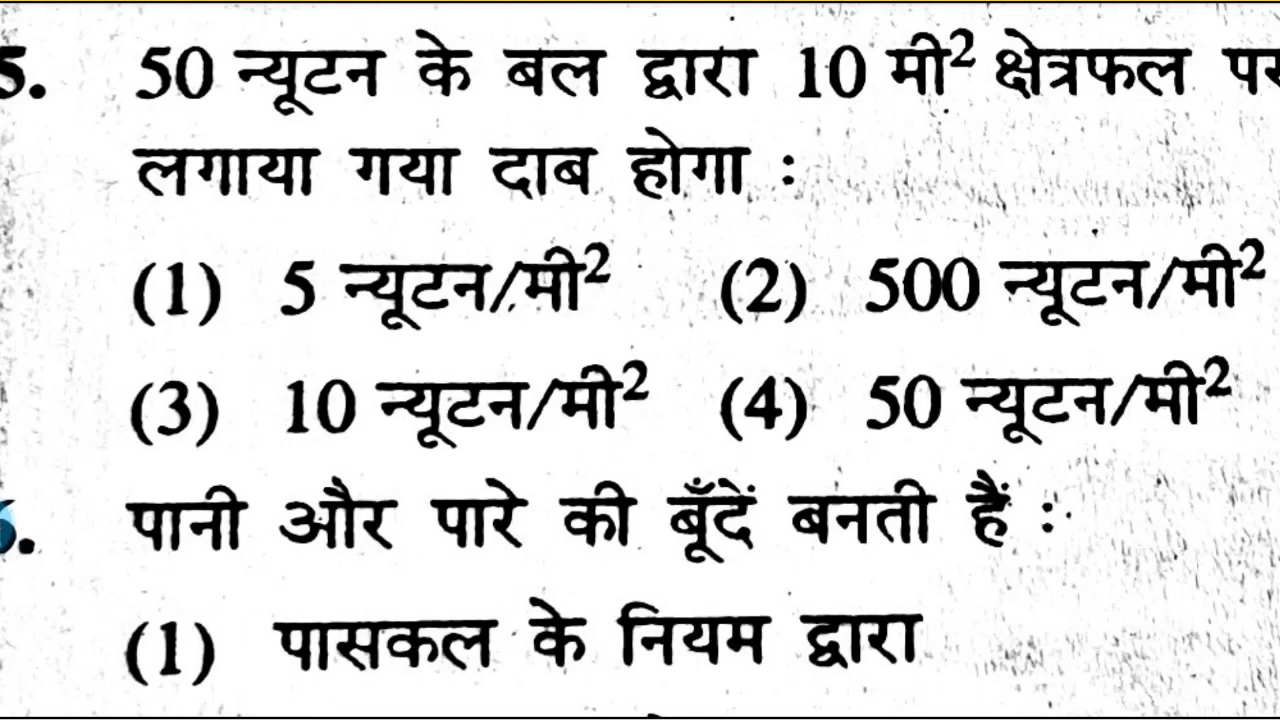 5. 50 न्यूटन के बल द्वारा 10 मी² क्षेत्रफल पर
लगाया गया दाब होगा :
(1) 5 न्यूटन/मी² (2) 500 न्यूटन/मी²
(3) 10 न्यूटन/मी² (4) 50 न्यूटन/मी²
पानी और पारे की बूँदें बनती हैं :
(1) पासकल के नियम द्वारा